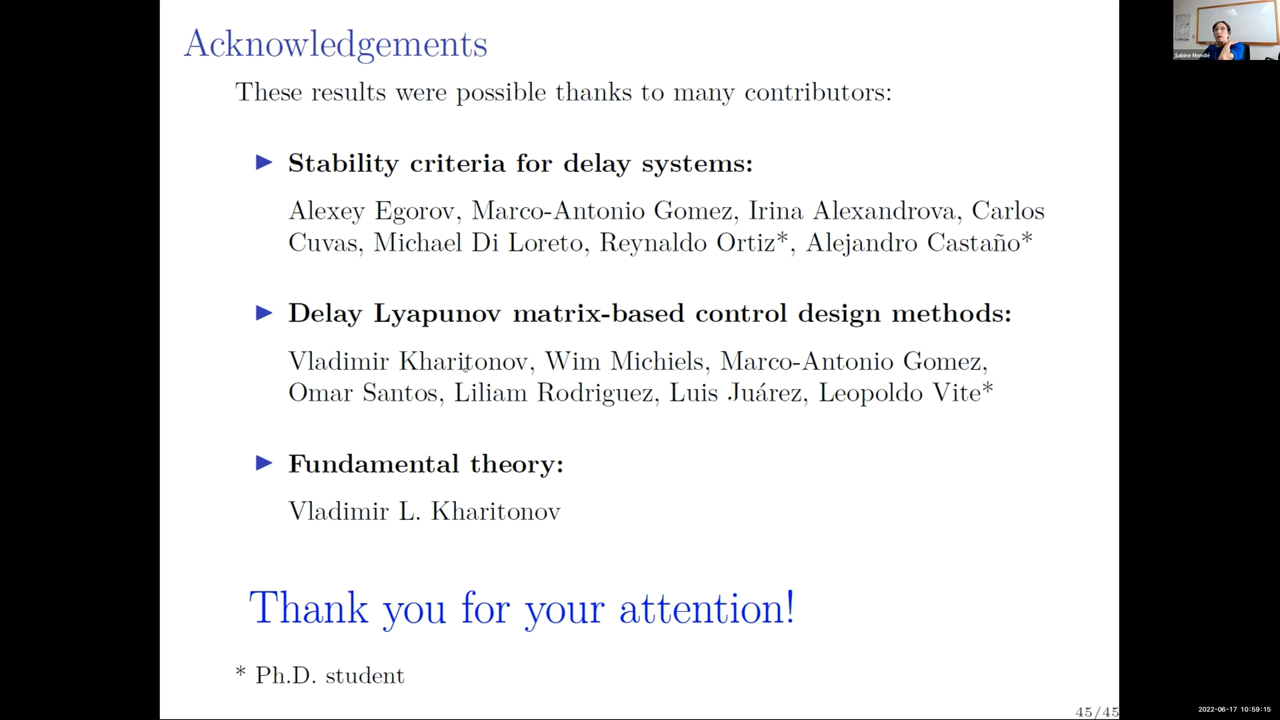 Acknowledgements
These results were possible thanks to many contributors:
▶ Stability criteria for delay systems:
Alexey Egorov, Marco-Antonio Gomez, Irina Alexandrova, Carlos
Cuvas, Michael Di Loreto, Reynaldo Ortiz*, Alejandro Castaño*
▶ Delay Lyapunov matrix-based control design methods:
Vladimir Kharitonov, Wim Michiels, Marco-Antonio Gomez,
Omar Santos, Liliam Rodriguez, Luis Juárez, Leopoldo Vite*
▶ Fundamental theory:
Vladimir L. Kharitonov
Thank you for your attention!
* Ph.D. student
45/45
Sabine Mondié
2022-06-17 10:59:15